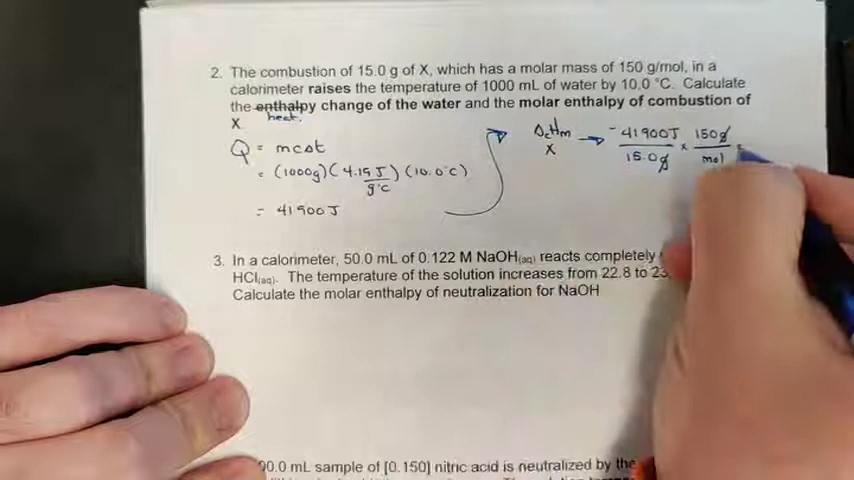 2. The combustion of 15.0 g of X, which has a molar mass of 150 g/mol, in a
calorimeter raises the temperature of 1000 mL of water by 10.0 °C. Calculate
the enthalpy change of the water and the molar enthalpy of combustion of
X
heat.
Q = mcΔt
= (1000g)(4.19 J/g°C)(10.0°C)
= 41900J
ΔcHm
X
→ -41900J/15.0g × 150g/mol =
3. In a calorimeter, 50.0 mL of 0.122 M NaOH(aq) reacts completely
HCl(aq). The temperature of the solution increases from 22.8 to
Calculate the molar enthalpy of neutralization for NaOH
00.0 mL sample of [0.150] nitric acid is neutralized by the